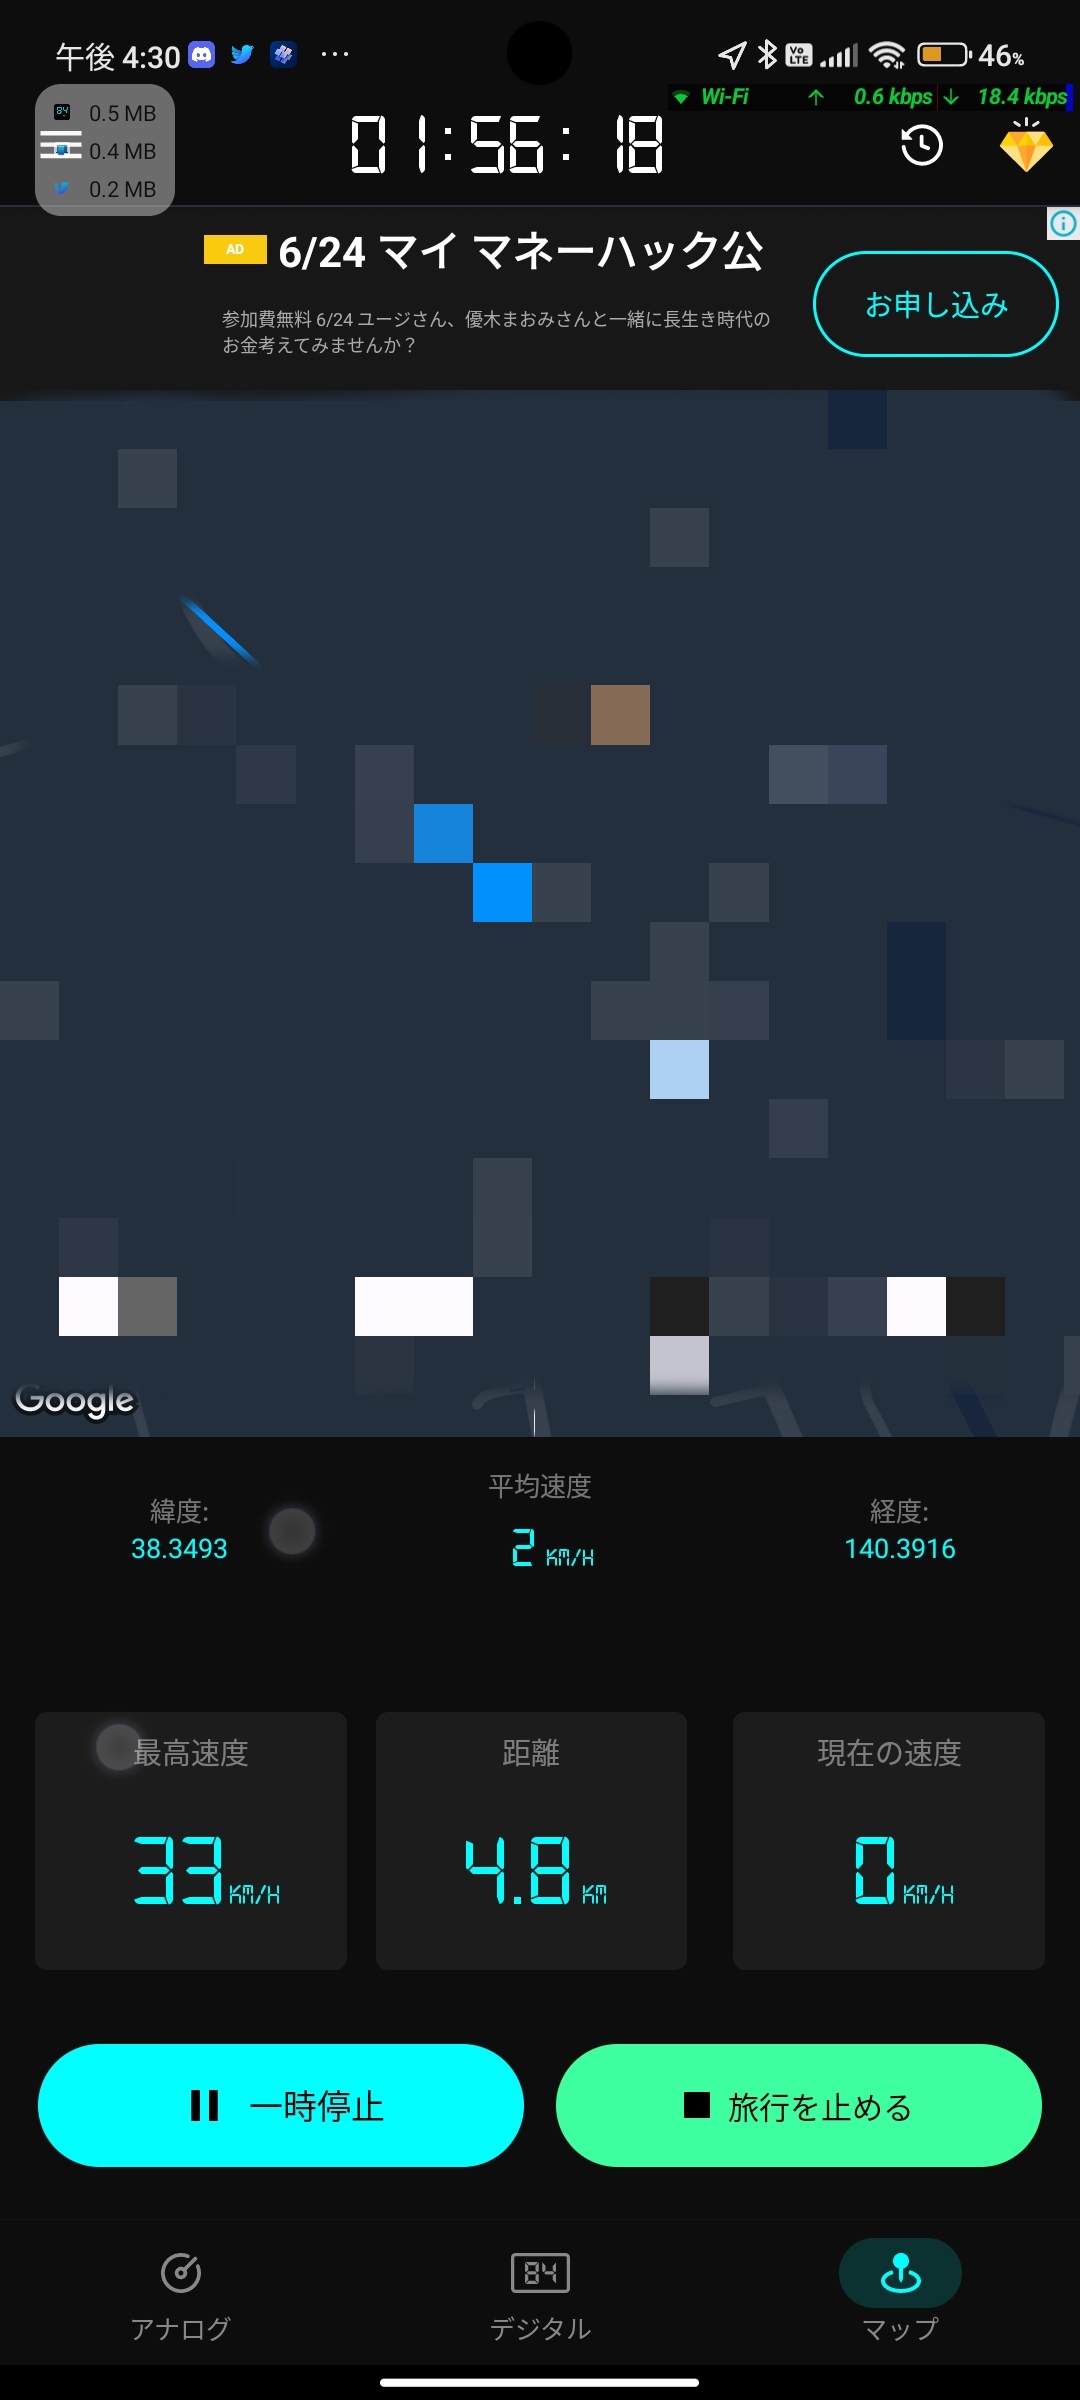 午後 4:30
46%
Wi-Fi ↑ 0.6 kbps ↓ 18.4 kbps
0.5 MB
0.4 MB
0.2 MB
01:56:18
AD 6/24 マイ マネーハック公
参加費無料 6/24 ユージさん、優木まおみさんと一緒に長生き時代の
お金考えてみませんか？
お申し込み
Google
緯度:
38.3493
平均速度
2 KM/H
経度:
140.3916
最高速度
33 KM/H
距離
4.8 KM
現在の速度
0 KM/H
一時停止
旅行を止める
アナログ
84
デジタル
マップ